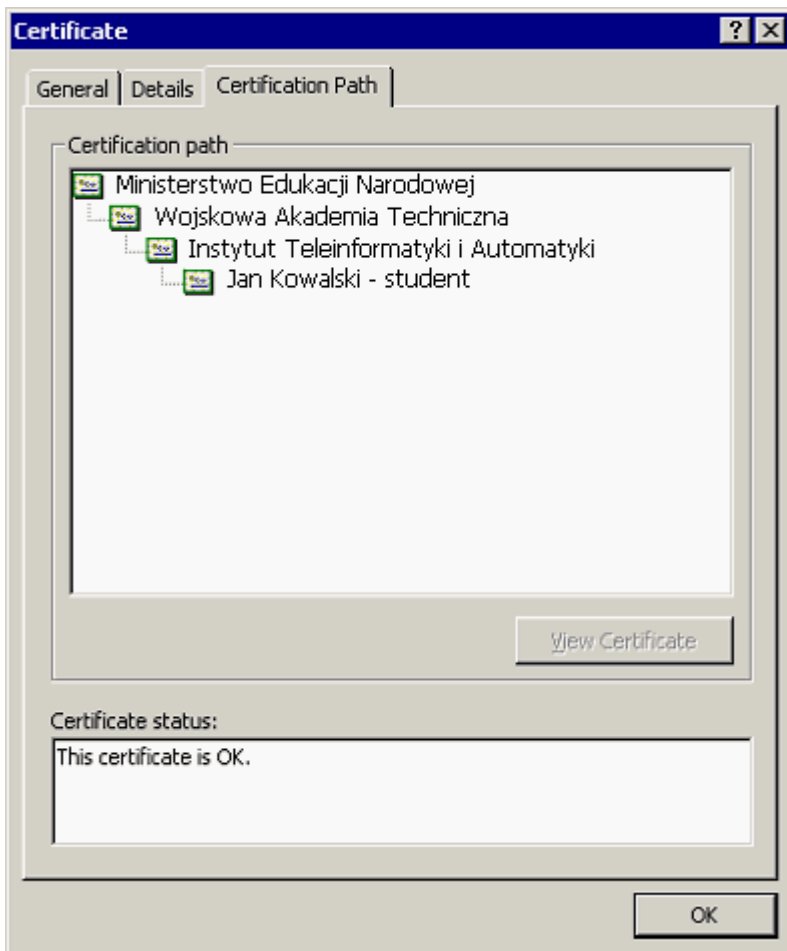 Certificate
General Details Certification Path
Certification path
Ministerstwo Edukacji Narodowej
Wojskowa Akademia Techniczna
Instytut Teleinformatyki i Automatyki
Jan Kowalski - student
View Certificate
Certificate status:
This certificate is OK.
OK